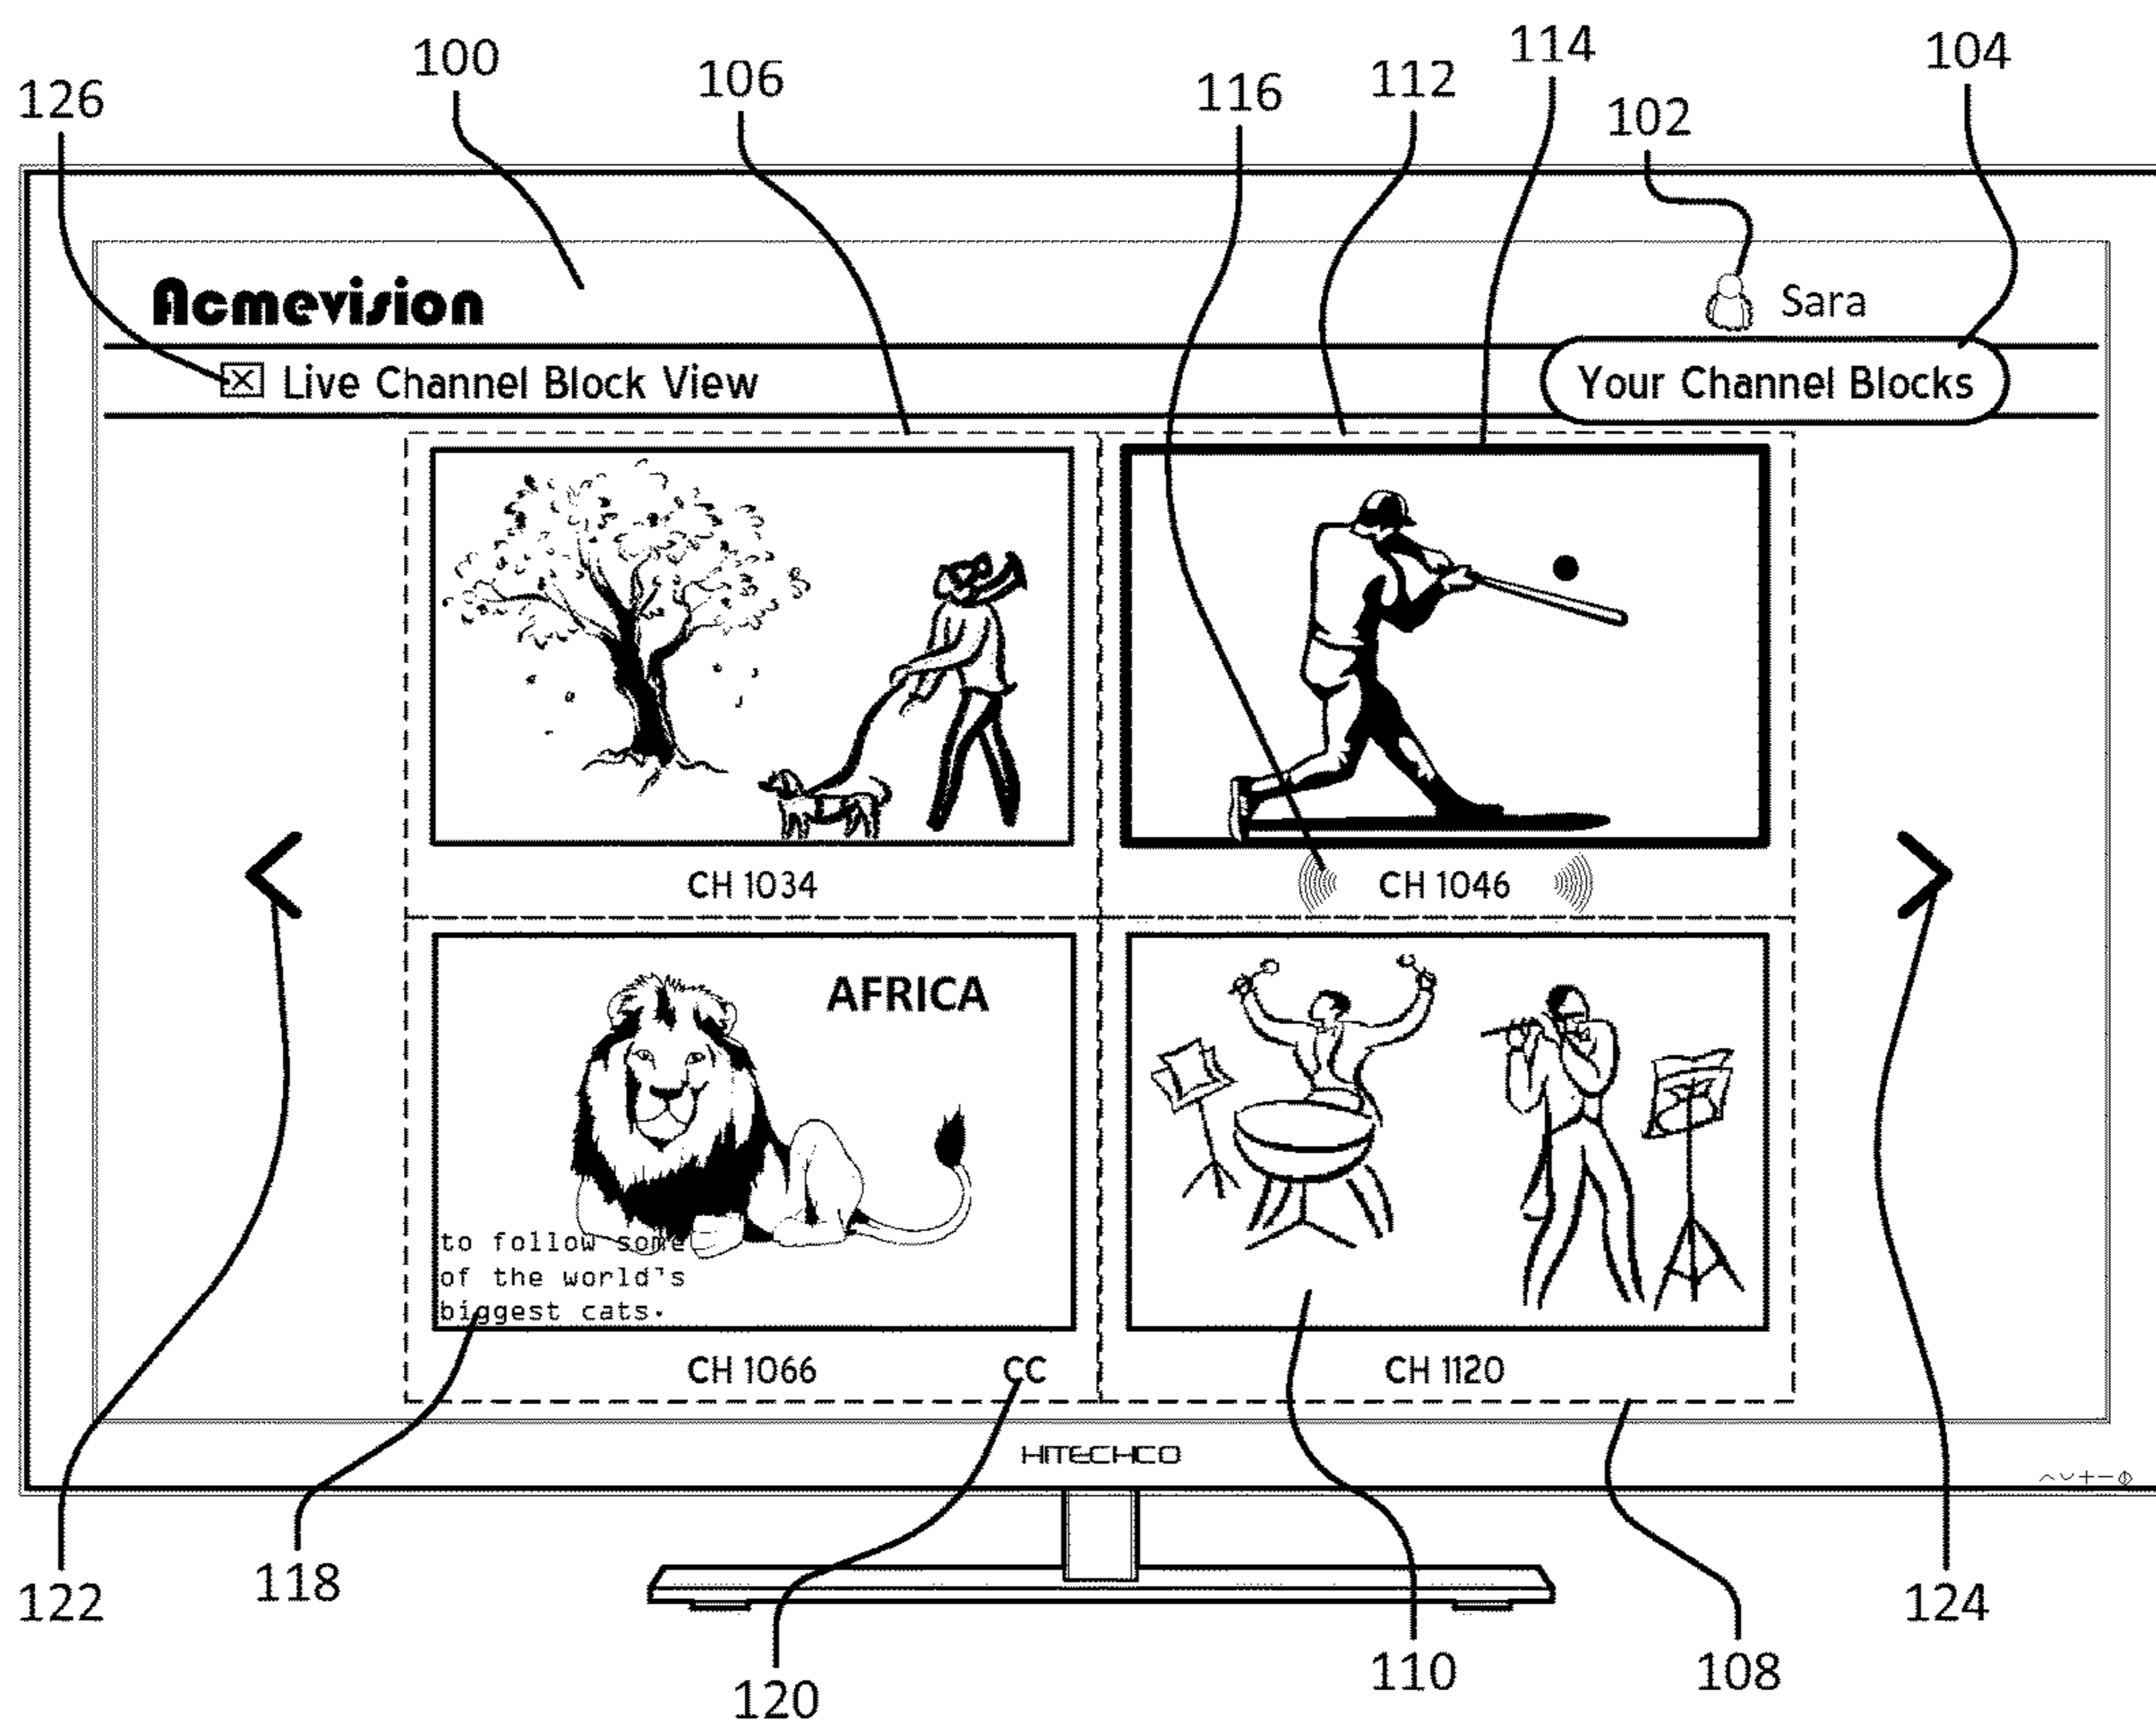 100
106
116
112
114
104
126
102
Acmevision
Sara
Live Channel Block View
Your Channel Blocks
CH 1034
CH 1046
AFRICA
to follow some
of the world's
biggest cats.
CH 1066
CC
CH 1120
HITECHCO
122
118
120
110
108
124